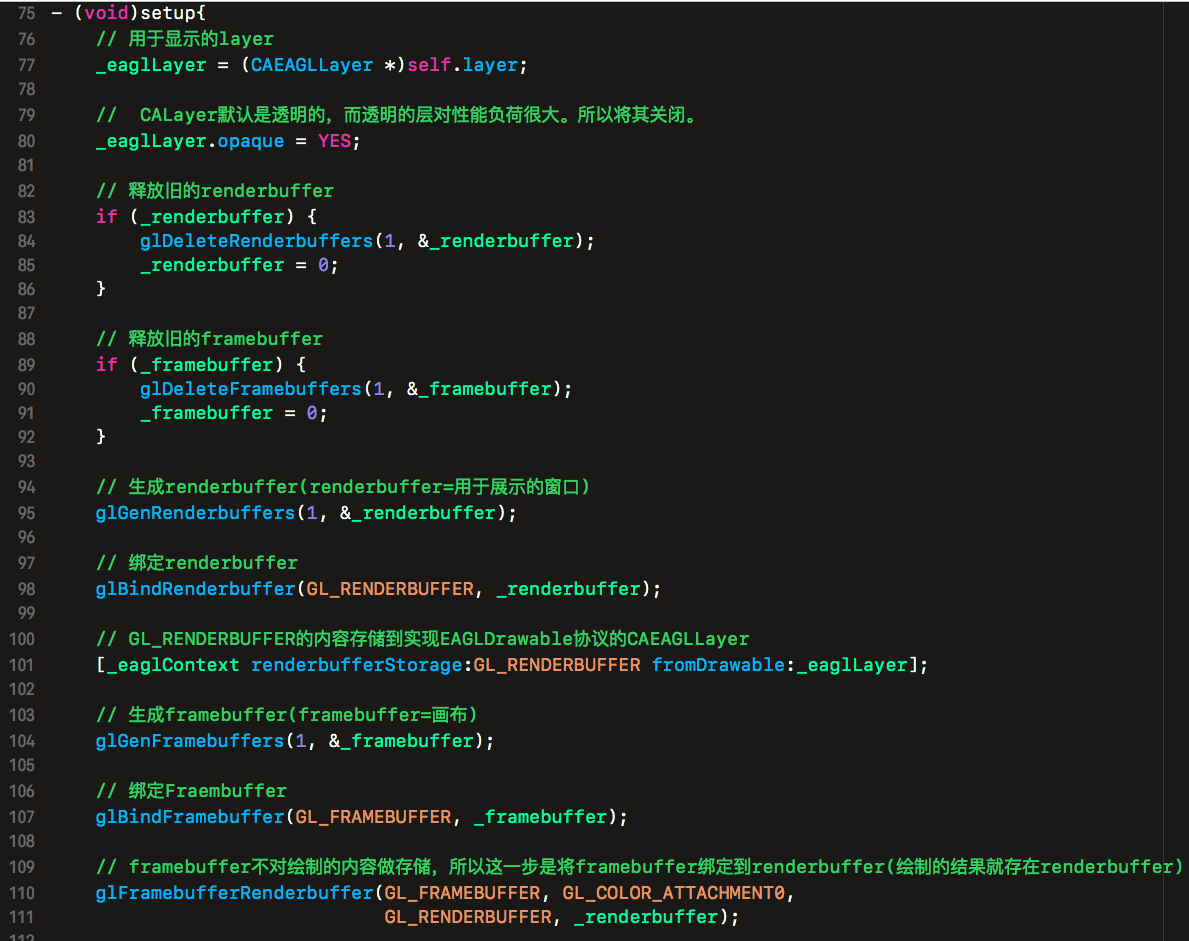 75 - (void)setup{
76 // 用于显示的layer
77 _eaglLayer = (CAEAGLLayer *)self.layer;
78
79 // CALayer默认是透明的，而透明的层对性能负荷很大。所以将其关闭。
80 _eaglLayer.opaque = YES;
81
82 // 释放旧的renderbuffer
83 if (_renderbuffer) {
84 glDeleteRenderbuffers(1, &_renderbuffer);
85 _renderbuffer = 0;
86 }
87
88 // 释放旧的framebuffer
89 if (_framebuffer) {
90 glDeleteFramebuffers(1, &_framebuffer);
91 _framebuffer = 0;
92 }
93
94 // 生成renderbuffer(renderbuffer=用于展示的窗口)
95 glGenRenderbuffers(1, &_renderbuffer);
96
97 // 绑定renderbuffer
98 glBindRenderbuffer(GL_RENDERBUFFER, _renderbuffer);
99
100 // GL_RENDERBUFFER的内容存储到实现EAGLDrawable协议的CAEAGLLayer
101 [_eaglContext renderbufferStorage:GL_RENDERBUFFER fromDrawable:_eaglLayer];
102
103 // 生成framebuffer(framebuffer=画布)
104 glGenFramebuffers(1, &_framebuffer);
105
106 // 绑定Fraembuffer
107 glBindFramebuffer(GL_FRAMEBUFFER, _framebuffer);
108
109 // framebuffer不对绘制的内容做存储，所以这一步是将framebuffer绑定到renderbuffer(绘制的结果就存在renderbuffer)
110 glFramebufferRenderbuffer(GL_FRAMEBUFFER, GL_COLOR_ATTACHMENT0,
111 GL_RENDERBUFFER, _renderbuffer);